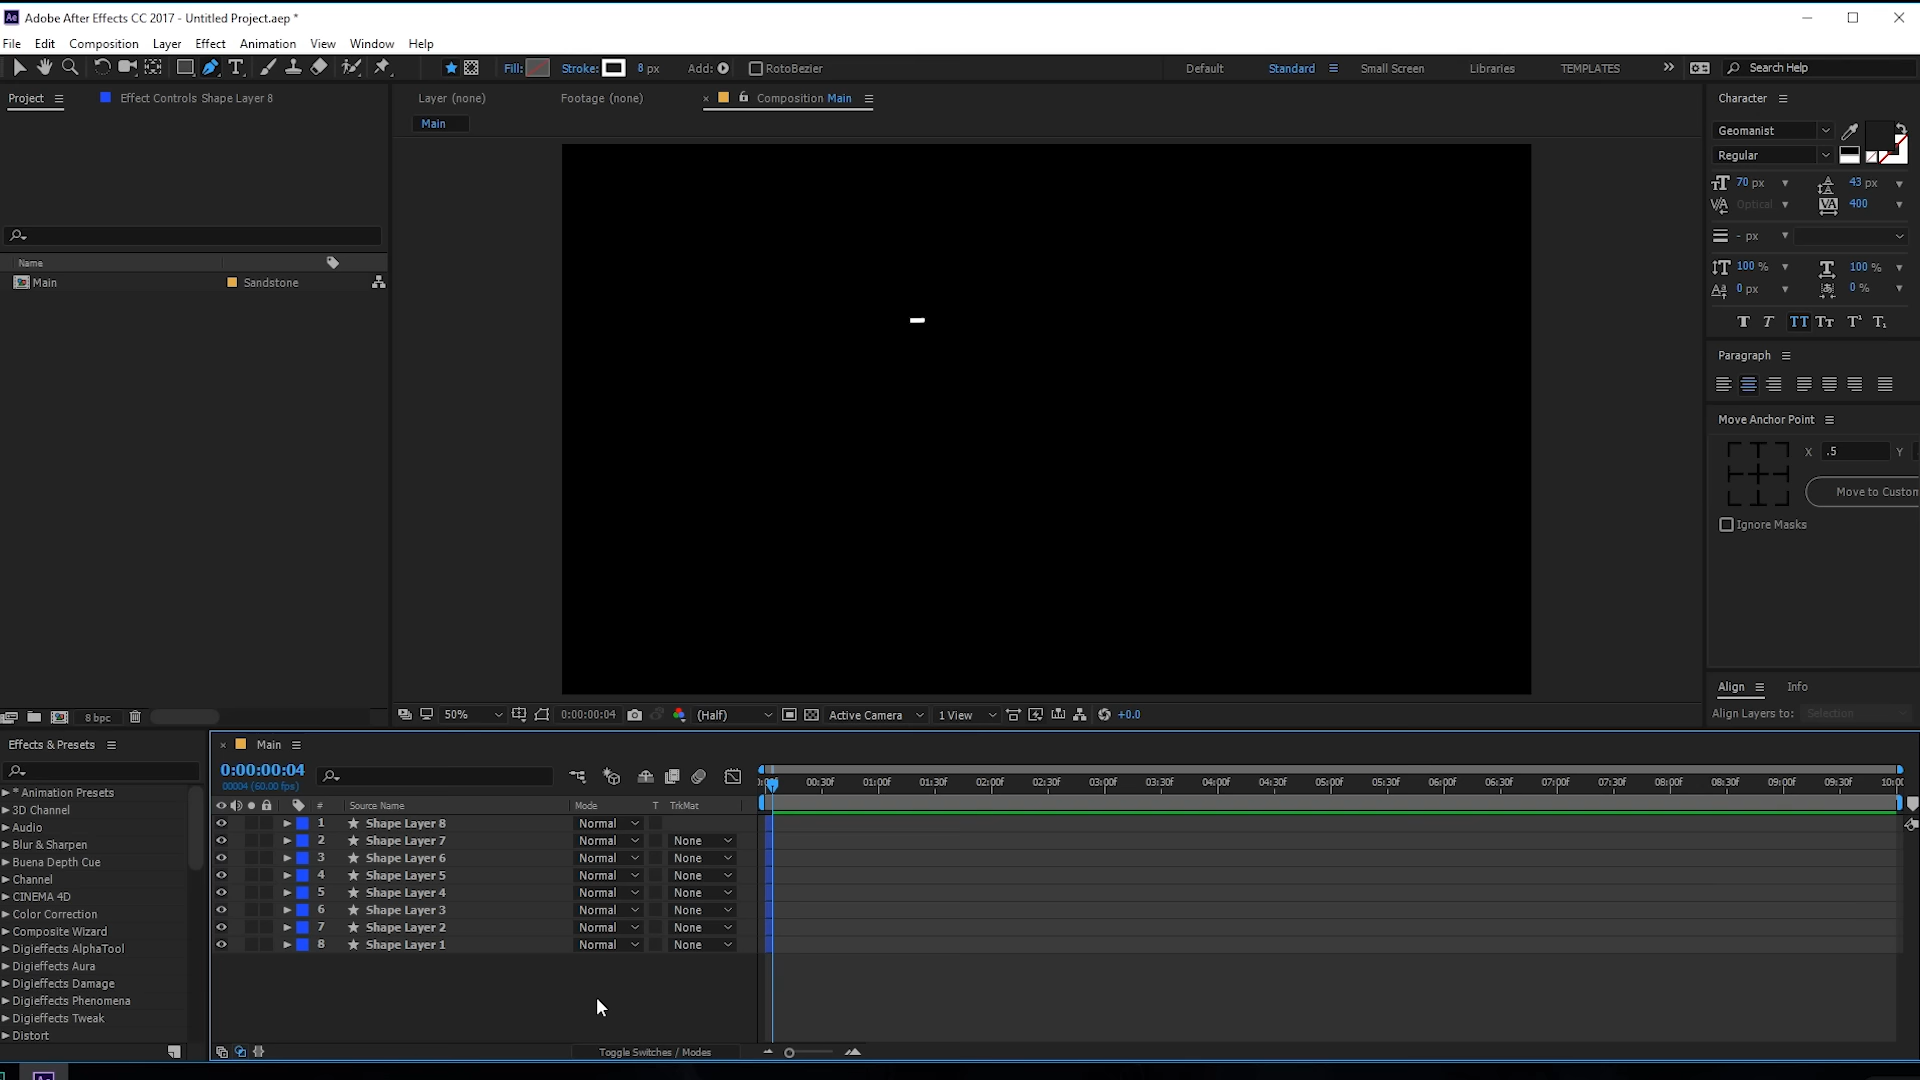 Ae Adobe After Effects CC 2017 - Untitled Project.aep *
File Edit Composition Layer Effect Animation View Window Help
Fill: Stroke: 8 px Add: RotoBezier Default Standard Small Screen Libraries TEMPLATES Search Help
Project Effect Controls Shape Layer 8 Layer (none) Footage (none) Composition Main Character
Main
Geomanist
Regular
70 px 43 px
Optical 400
- px
100 % 100 %
0 px 0 %
Paragraph
Move Anchor Point
X .5 Y
Move to Custom
Ignore Masks
Name
Main Sandstone
Align Info
Align Layers to: Selection
8 bpc 50% 0:00:00:04 (Half) Active Camera 1 View +0.0
Effects & Presets
* Animation Presets
3D Channel
Audio
Blur & Sharpen
Buena Depth Cue
Channel
CINEMA 4D
Color Correction
Composite Wizard
Digieffects AlphaTool
Digieffects Aura
Digieffects Damage
Digieffects Phenomena
Digieffects Tweak
Distort
Main
0:00:00:04
00004 (60.00 fps)
00:30f 01:00f 01:30f 02:00f 02:30f 03:00f 03:30f 04:00f 04:30f 05:00f 05:30f 06:00f 06:30f 07:00f 07:30f 08:00f 08:30f 09:00f 09:30f
# Source Name Mode T TrkMat
1 Shape Layer 8 Normal
2 Shape Layer 7 Normal None
3 Shape Layer 6 Normal None
4 Shape Layer 5 Normal None
5 Shape Layer 4 Normal None
6 Shape Layer 3 Normal None
7 Shape Layer 2 Normal None
8 Shape Layer 1 Normal None
Toggle Switches / Modes